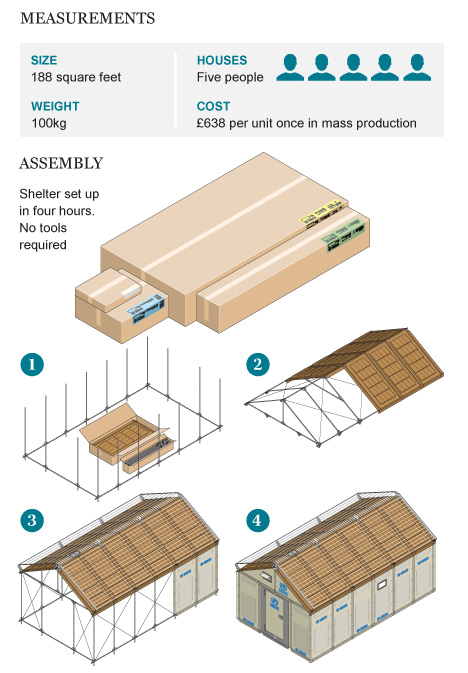 MEASUREMENTS
SIZE
188 square feet
HOUSES
Five people
WEIGHT
100kg
COST
£638 per unit once in mass production
ASSEMBLY
Shelter set up
in four hours.
No tools
required
1
2
3
4